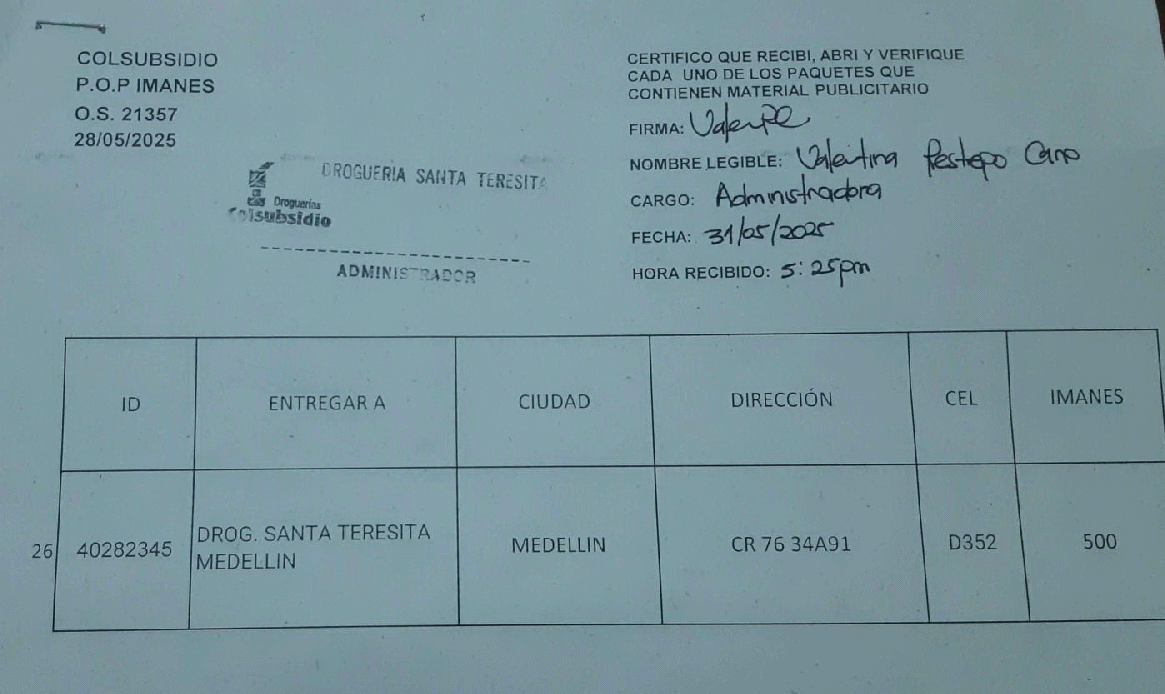 COLSUBSIDIO
P.O.P IMANES
O.S. 21357
28/05/2025
CERTIFICO QUE RECIBI, ABRI Y VERIFIQUE
CADA UNO DE LOS PAQUETES QUE
CONTIENEN MATERIAL PUBLICITARIO
FIRMA:
NOMBRE LEGIBLE: Valentina Restepo Cano
CARGO: Administradora
FECHA: 31/05/2025
HORA RECIBIDO: 5:25pm
DROGUERIA SANTA TERESITA
Droguerías
Colsubsidio
ADMINISTRADOR
ID ENTREGAR A CIUDAD DIRECCIÓN CEL IMANES
26 40282345 DROG. SANTA TERESITA MEDELLIN CR 76 34A91 D352 500
MEDELLIN